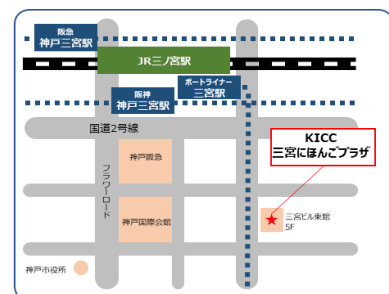 阪急
神戸三宮駅
JR三ノ宮駅
ポートライナー
三宮駅
阪神
神戸三宮駅
国道2号線
KICC
三宮にほんごプラザ
神戸阪急
フラワーロード
神戸国際会館
三宮ビル東館
5F
神戸市役所